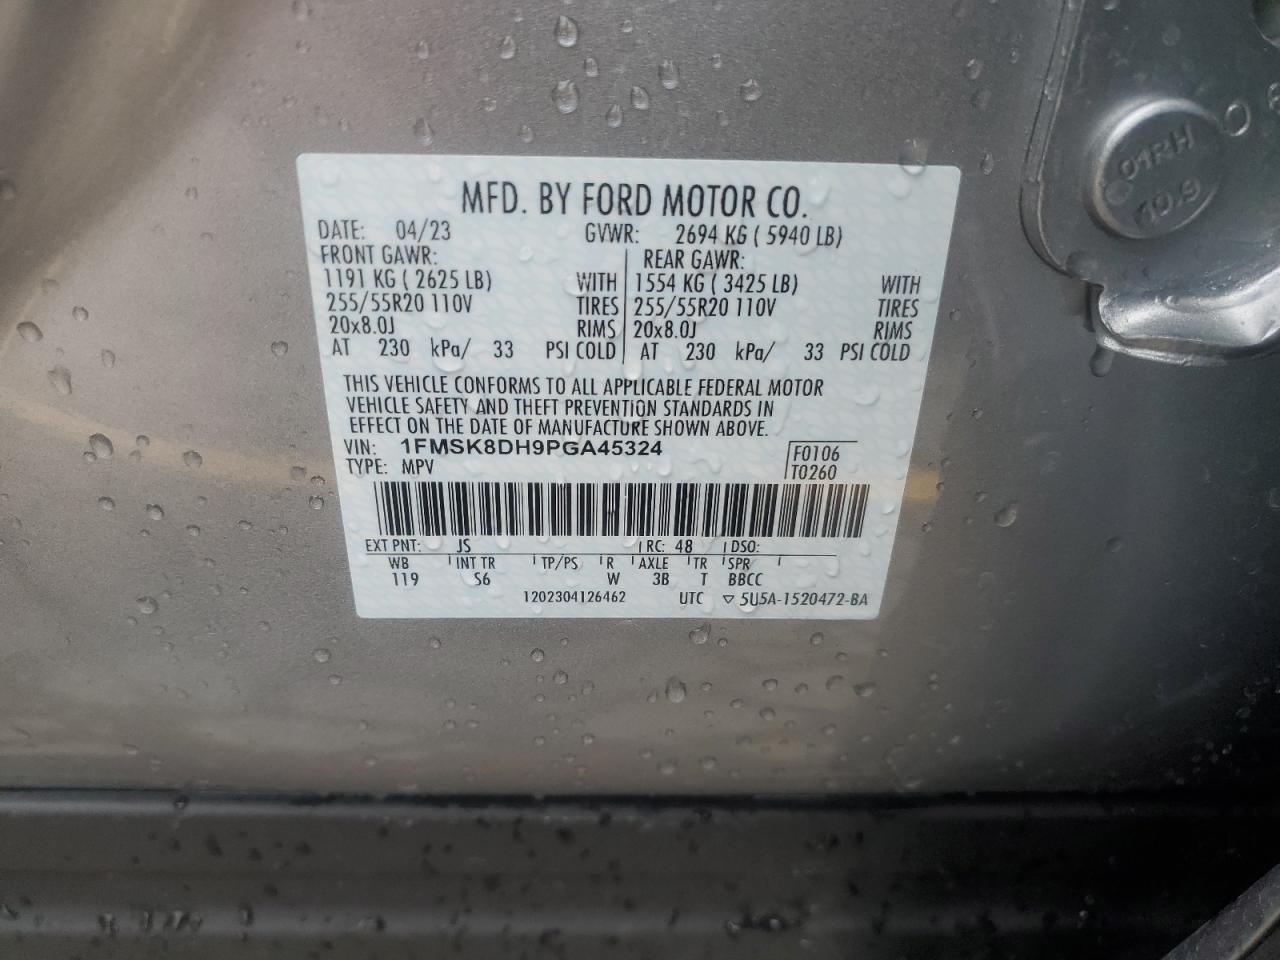 MFD. BY FORD MOTOR CO.
DATE: 04/23 GVWR: 2694 KG ( 5940 LB)
FRONT GAWR: REAR GAWR:
1191 KG ( 2625 LB) WITH 1554 KG ( 3425 LB) WITH
255/55R20 110V TIRES 255/55R20 110V TIRES
20x8.0J RIMS 20x8.0J RIMS
AT 230 kPa/ 33 PSI COLD AT 230 kPa/ 33 PSI COLD
THIS VEHICLE CONFORMS TO ALL APPLICABLE FEDERAL MOTOR
VEHICLE SAFETY AND THEFT PREVENTION STANDARDS IN
EFFECT ON THE DATE OF MANUFACTURE SHOWN ABOVE.
VIN: 1FMSK8DH9PGA45324 F0106
TYPE: MPV T0260
EXT PNT: JS RC: 48 DSO:
WB INT TR TP/PS R AXLE TR SPR
119 S6 W 3B T BBCC
1202304126462 UTC ▽ 5U5A-1520472-BA
01RH
10.9